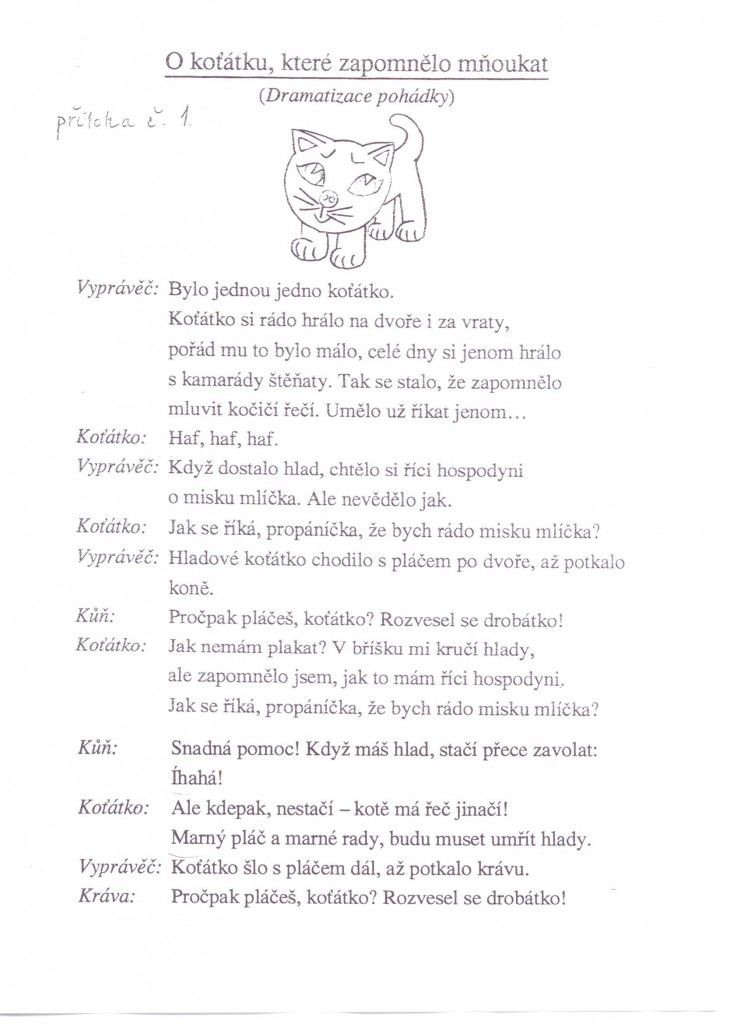 O koťátku, které zapomnělo mňoukat
(Dramatizace pohádky)
příloha č. 1.
Vyprávěč: Bylo jednou jedno koťátko.
Koťátko si rádo hrálo na dvoře i za vraty,
pořád mu to bylo málo, celé dny si jenom hrálo
s kamarády štěňaty. Tak se stalo, že zapomnělo
mluvit kočičí řečí. Umělo už říkat jenom…
Koťátko: Haf, haf, haf.
Vyprávěč: Když dostalo hlad, chtělo si říci hospodyni
o misku mlíčka. Ale nevědělo jak.
Koťátko: Jak se říká, propáníčka, že bych rádo misku mlíčka?
Vyprávěč: Hladové koťátko chodilo s pláčem po dvoře, až potkalo
koně.
Kůň: Pročpak pláčeš, koťátko? Rozvesel se drobátko!
Koťátko: Jak nemám plakat? V bříšku mi kručí hlady,
ale zapomnělo jsem, jak to mám říci hospodyni.
Jak se říká, propáníčka, že bych rádo misku mlíčka?
Kůň: Snadná pomoc! Když máš hlad, stačí přece zavolat:
Íhahá!
Koťátko: Ale kdepak, nestačí – kotě má řeč jinačí!
Marný pláč a marné rady, budu muset umřít hlady.
Vyprávěč: Koťátko šlo s pláčem dál, až potkalo krávu.
Kráva: Pročpak pláčeš, koťátko? Rozvesel se drobátko!